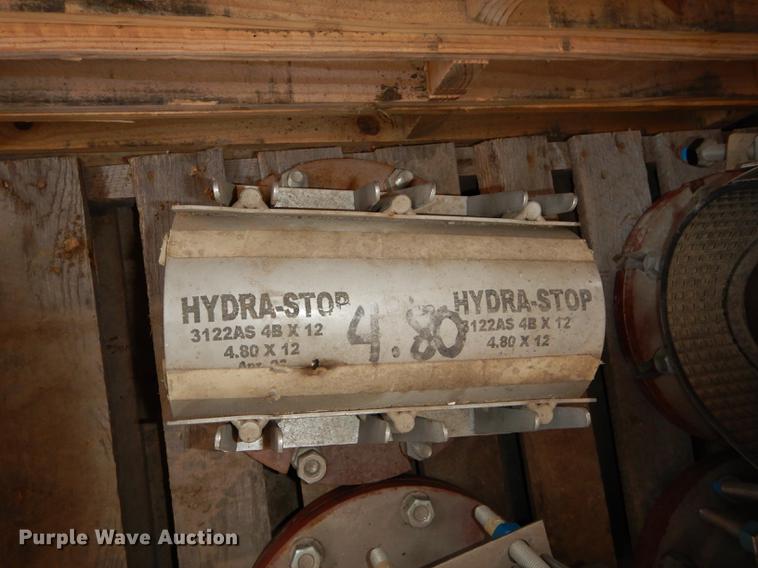 HYDRA-STOP
3122AS 4B X 12
4.80 X 12
4.80
HYDRA-STOP
3122AS 4B X 12
4.80 X 12
Purple Wave Auction